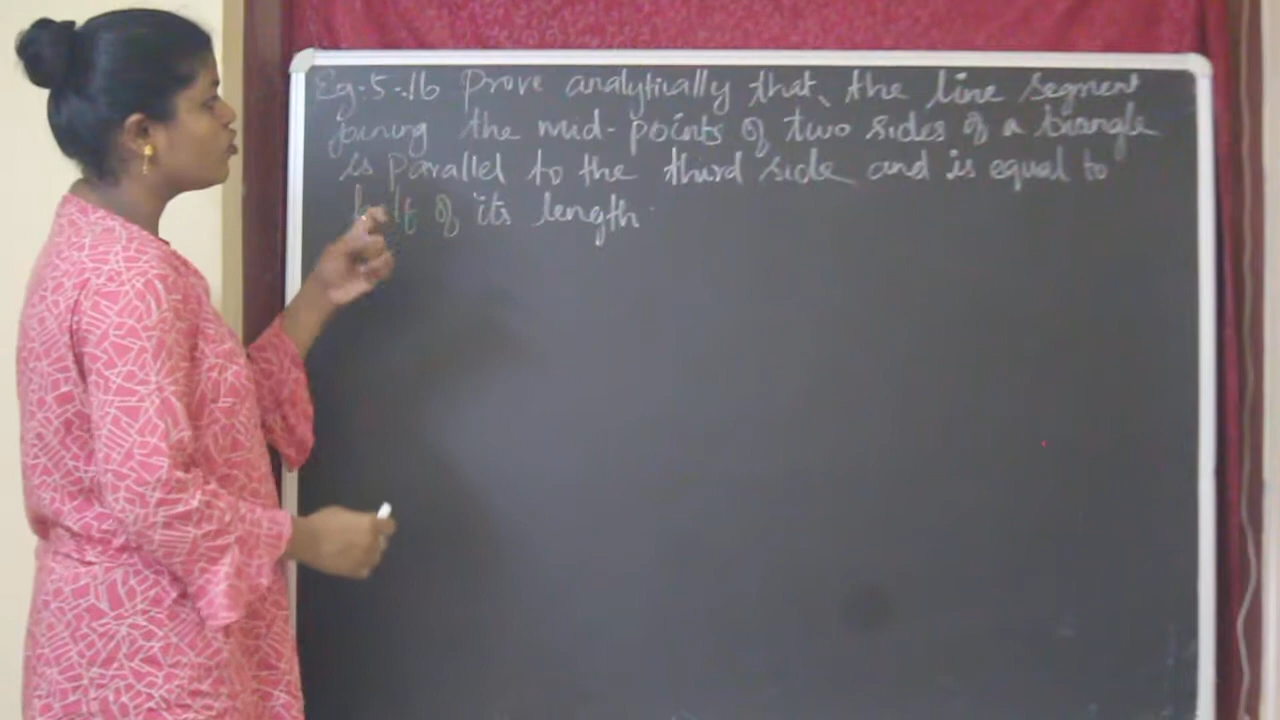 Eg.5.16 Prove analytically that, the line segment
joining the mid-points of two sides of a triangle
is parallel to the third side and is equal to
half of its length.